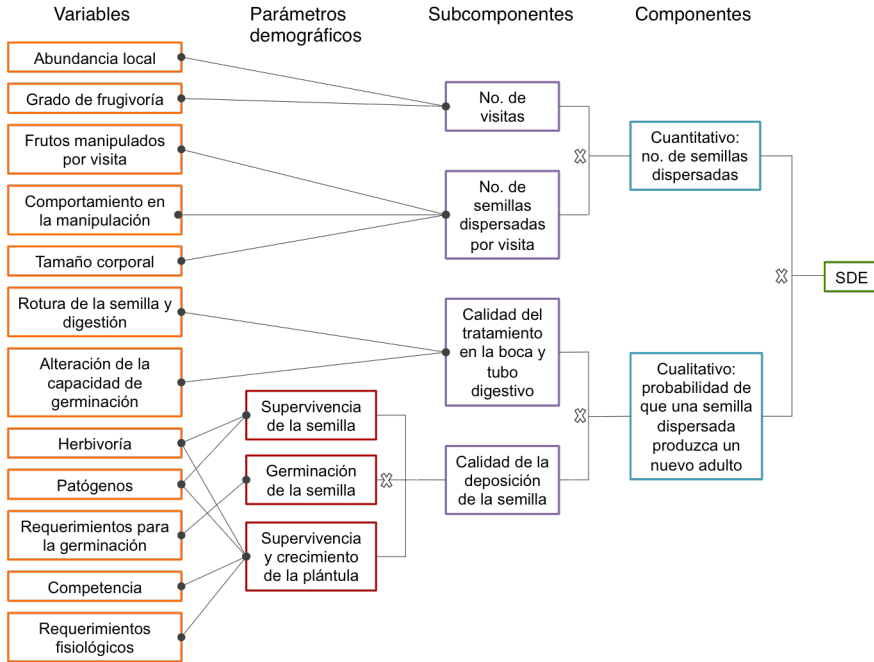 Variables
Parámetros
demográficos
Subcomponentes
Componentes
Abundancia local
Grado de frugivoría
Frutos manipulados
por visita
Comportamiento en
la manipulación
Tamaño corporal
Rotura de la semilla y
digestión
Alteración de la
capacidad de
germinación
Herbivoría
Patógenos
Requerimientos para
la germinación
Competencia
Requerimientos
fisiológicos
Supervivencia
de la semilla
Germinación
de la semilla
Supervivencia
y crecimiento
de la plántula
No. de
visitas
No. de
semillas
dispersadas
por visita
Calidad del
tratamiento
en la boca y
tubo
digestivo
Calidad de la
deposición
de la semilla
Cuantitativo:
no. de semillas
dispersadas
Cualitativo:
probabilidad de
que una semilla
dispersada
produzca un
nuevo adulto
SDE